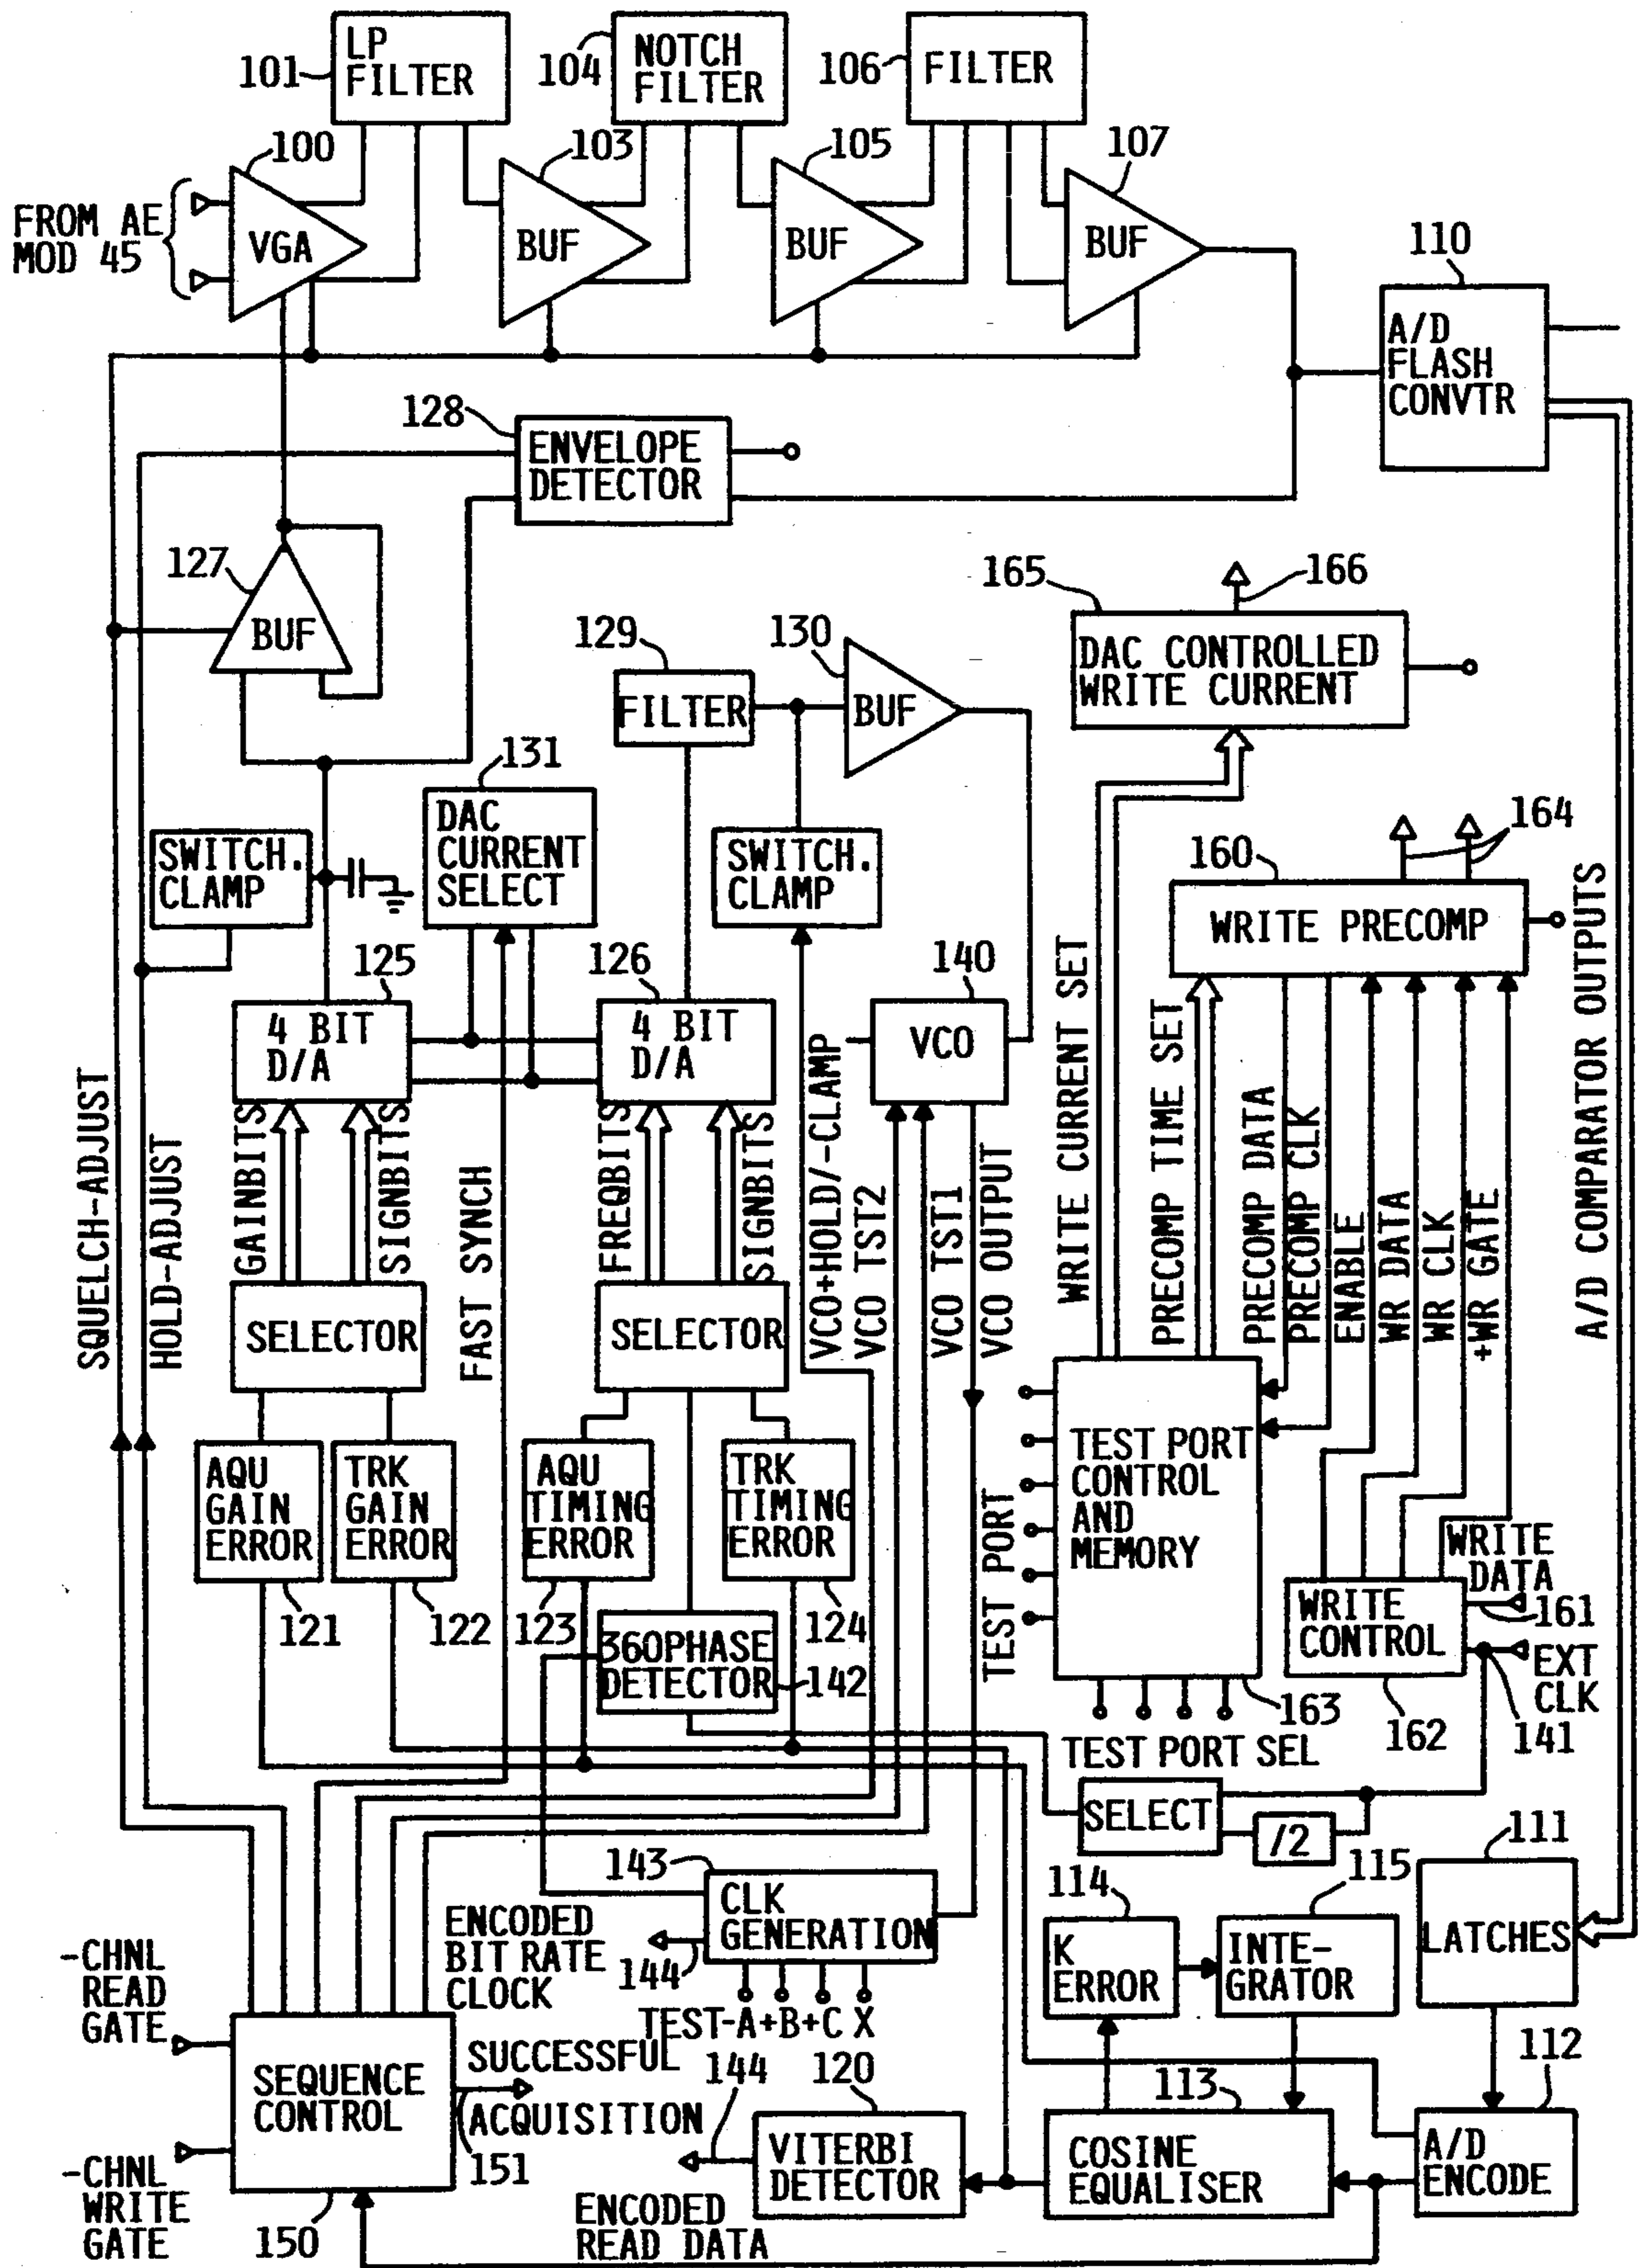 LP
FILTER
101
NOTCH
FILTER
104
FILTER
106
100
103
105
107
FROM AE
MOD 45
VGA
BUF
BUF
BUF
110
A/D
FLASH
CONVTR
128
ENVELOPE
DETECTOR
127
BUF
165
166
DAC CONTROLLED
WRITE CURRENT
129
FILTER
130
BUF
131
DAC
CURRENT
SELECT
SWITCH.
CLAMP
SWITCH.
CLAMP
160
164
WRITE PRECOMP
125
4 BIT
D/A
126
4 BIT
D/A
140
VCO
SQUELCH-ADJUST
HOLD-ADJUST
GAINBITS
SIGNBITS
FAST SYNCH
FREQBITS
SIGNBITS
VCO+HOLD/-CLAMP
VCO TST2
VCO TST1
VCO OUTPUT
WRITE CURRENT SET
PRECOMP TIME SET
PRECOMP DATA
PRECOMP CLK
ENABLE
WR DATA
WR CLK
+WR GATE
A/D COMPARATOR OUTPUTS
SELECTOR
SELECTOR
AQU
GAIN
ERROR
121
TRK
GAIN
ERROR
122
AQU
TIMING
ERROR
123
TRK
TIMING
ERROR
124
360PHASE
DETECTOR
142
TEST PORT
CONTROL
AND
MEMORY
163
TEST PORT
TEST PORT SEL
WRITE
DATA
161
WRITE
CONTROL
162
EXT
CLK
141
SELECT
/2
143
CLK
GENERATION
144
ENCODED
BIT RATE
CLOCK
TEST-A+B+C X
114
K
ERROR
115
INTE-
GRATOR
111
LATCHES
-CHNL
READ
GATE
-CHNL
WRITE
GATE
SEQUENCE
CONTROL
150
SUCCESSFUL
ACQUISITION
151
144
120
VITERBI
DETECTOR
ENCODED
READ DATA
113
COSINE
EQUALISER
112
A/D
ENCODE